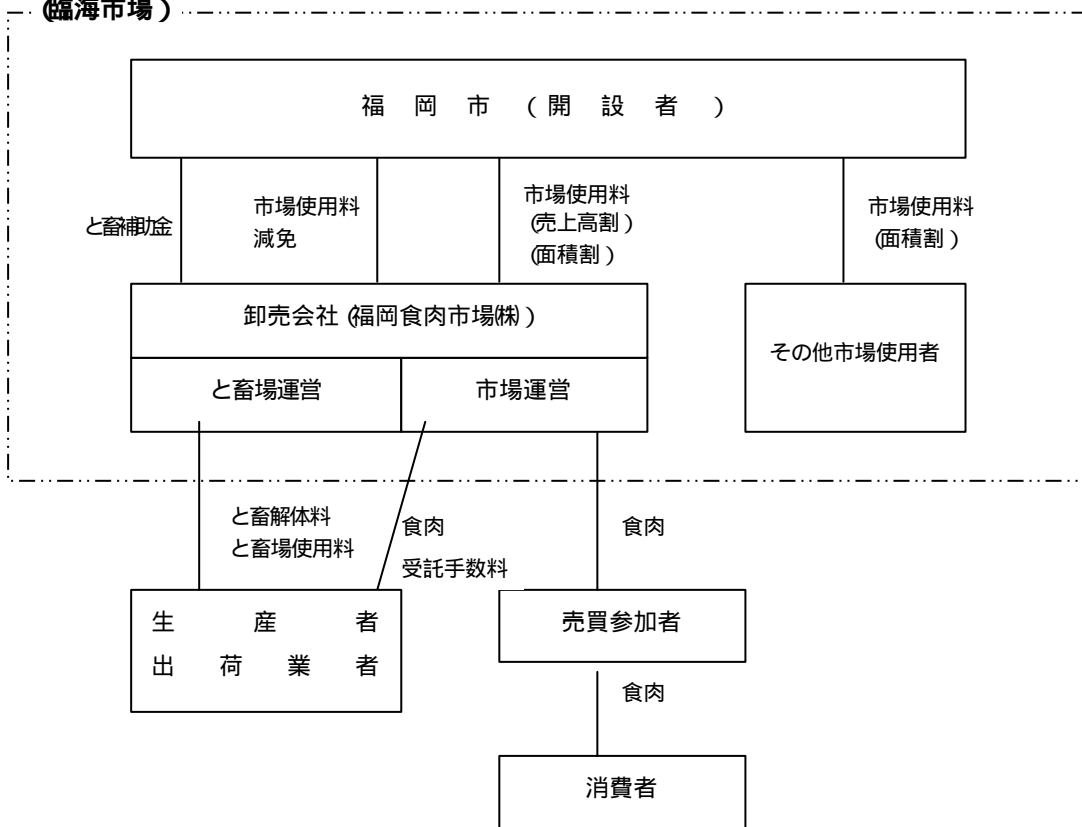 (臨海市場)
福岡市(開設者)
と畜補助金
市場使用料
減免
市場使用料
(売上高割)
(面積割)
市場使用料
(面積割)
卸売会社(福岡食肉市場㈱)
と畜場運営
市場運営
その他市場使用者
と畜解体料
と畜場使用料
食肉
受託手数料
食肉
生産者
出荷業者
売買参加者
食肉
消費者